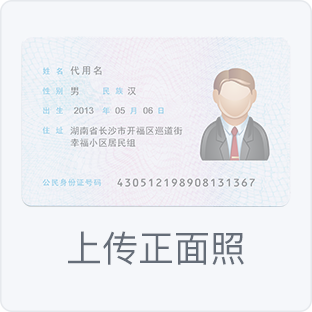 姓名 代用名
性别 男 民族 汉
出生 2013 年 05 月 06 日
住址 湖南省长沙市开福区巡道街
幸福小区居民组
公民身份证号码 430512198908131367
上传正面照